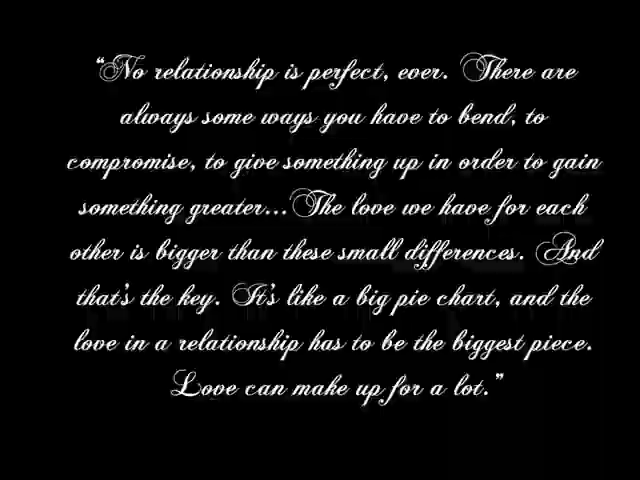 “No relationship is perfect, ever. There are
always some ways you have to bend, to
compromise, to give something up in order to gain
something greater...The love we have for each
other is bigger than these small differences. And
that's the key. It's like a big pie chart, and the
love in a relationship has to be the biggest piece.
Love can make up for a lot.”